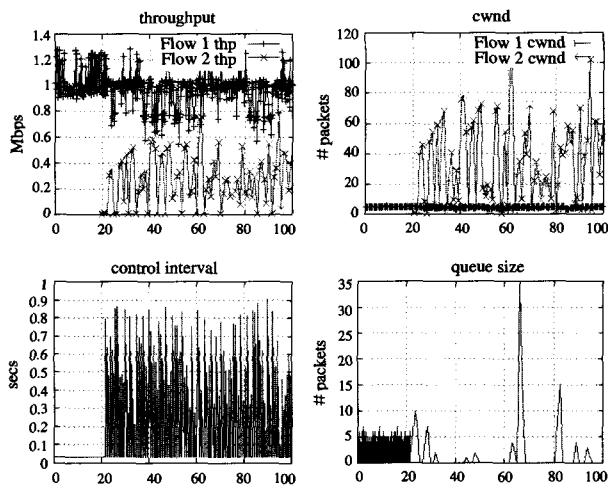 throughput
1.4
1.2
1
0.8
0.6
0.4
0.2
0
Mbps
Flow 1 thp
Flow 2 thp
0 20 40 60 80 100
cwnd
120
100
80
60
40
20
0
# packets
Flow 1 cwnd
Flow 2 cwnd
0 20 40 60 80 100
control interval
1
0.9
0.8
0.7
0.6
0.5
0.4
0.3
0.2
0.1
0
secs
0 20 40 60 80 100
queue size
35
30
25
20
15
10
5
0
# packets
0 20 40 60 80 100